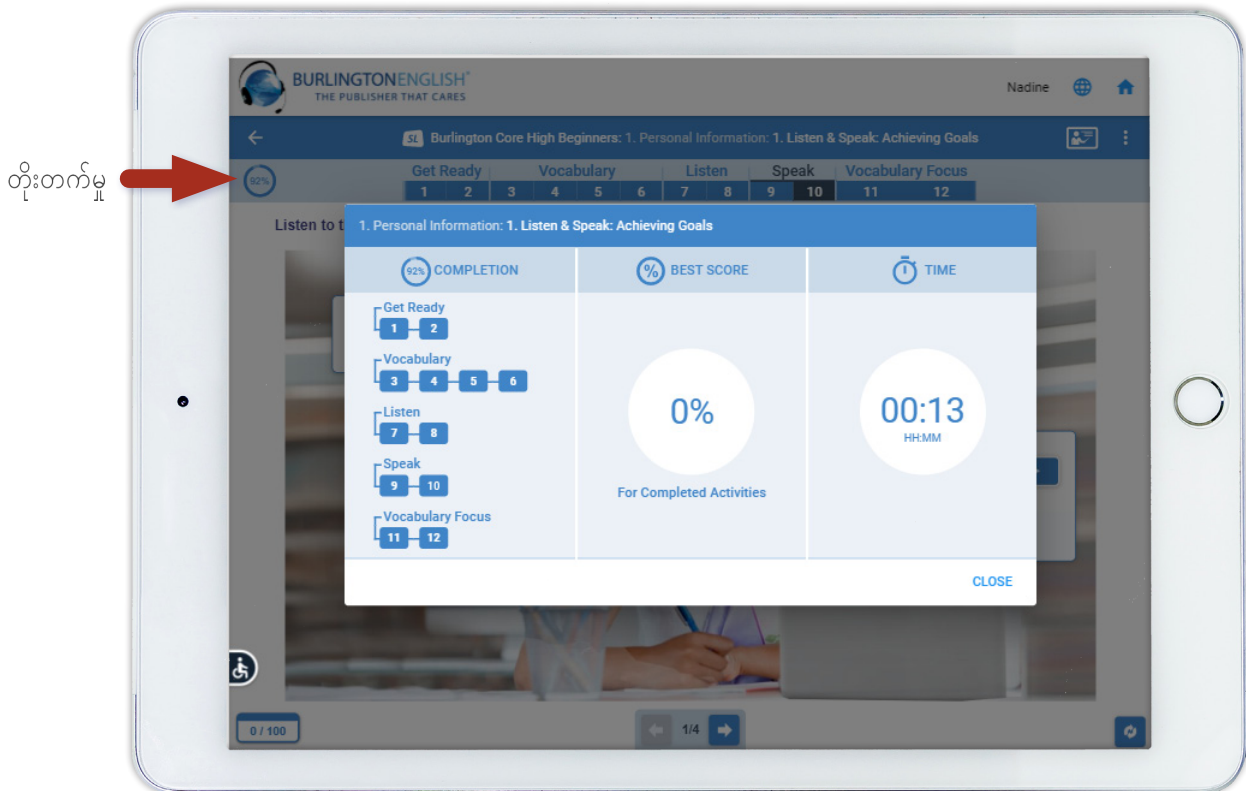 BURLINGTONENGLISH®
THE PUBLISHER THAT CARES
Nadine
SL Burlington Core High Beginners: 1. Personal Information: 1. Listen & Speak: Achieving Goals
တိုးတက်မှု
92%
Get Ready Vocabulary Listen Speak Vocabulary Focus
1 2 3 4 5 6 7 8 9 10 11 12
Listen to t
1. Personal Information: 1. Listen & Speak: Achieving Goals
92% COMPLETION
Get Ready
1 2
Vocabulary
3 4 5 6
Listen
7 8
Speak
9 10
Vocabulary Focus
11 12
% BEST SCORE
0%
For Completed Activities
TIME
00:13
HH:MM
CLOSE
0 / 100
1/4